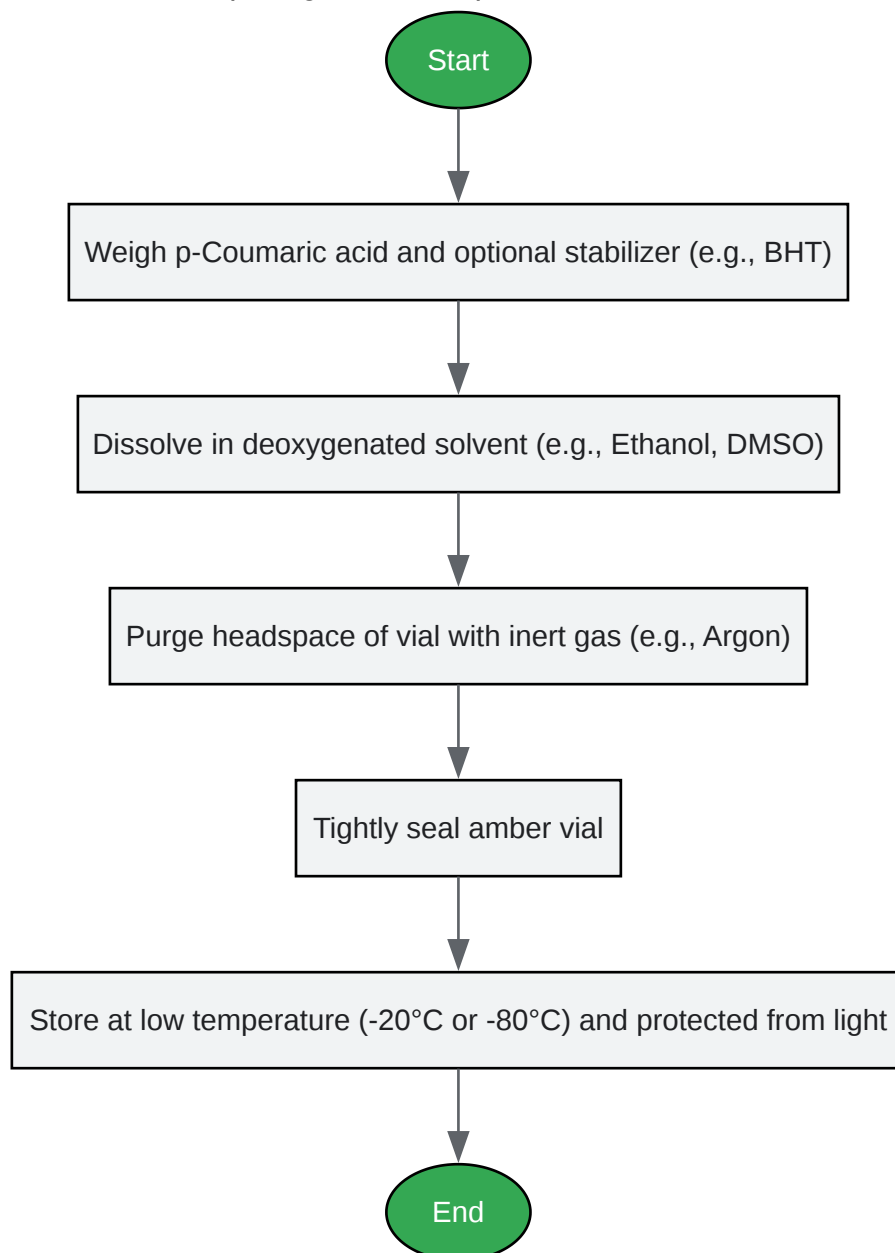 Start
Weigh p-Coumaric acid and optional stabilizer (e.g., BHT)
Dissolve in deoxygenated solvent (e.g., Ethanol, DMSO)
Purge headspace of vial with inert gas (e.g., Argon)
Tightly seal amber vial
Store at low temperature (-20°C or -80°C) and protected from light
End